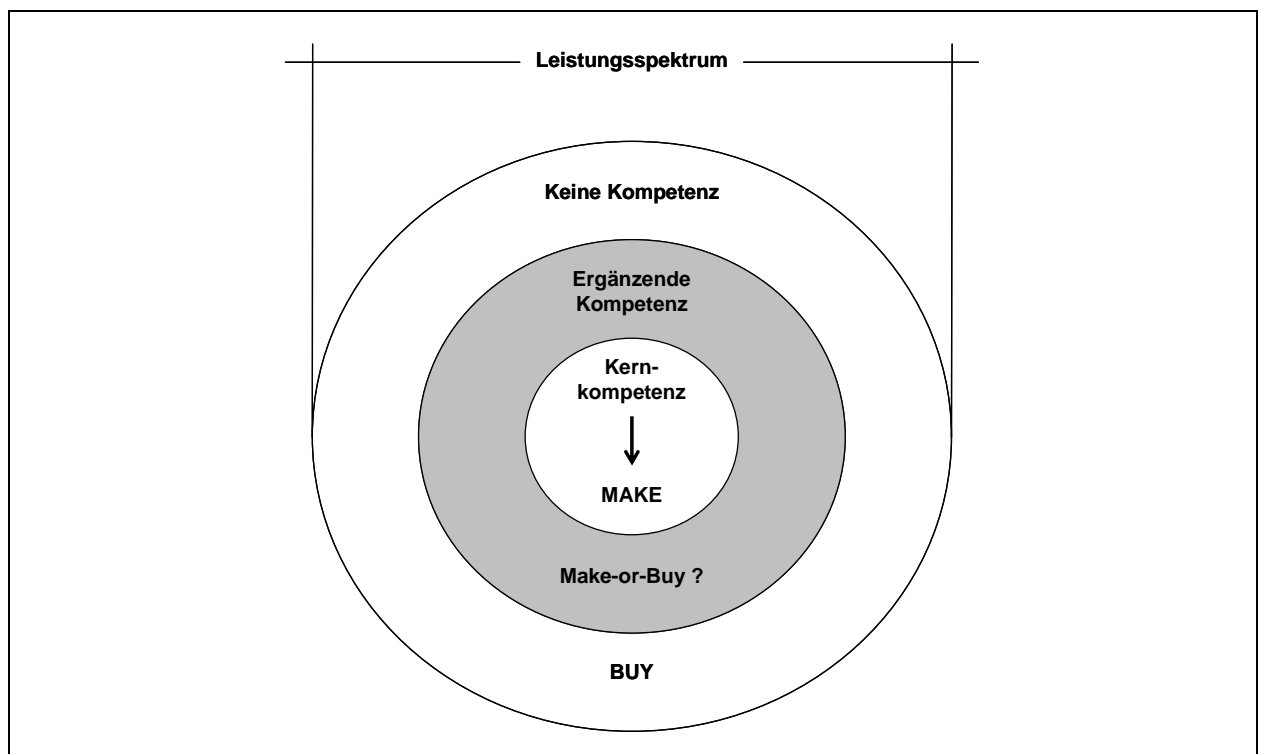 Leistungsspektrum
Keine Kompetenz
Ergänzende
Kompetenz
Kern-
kompetenz
MAKE
Make-or-Buy ?
BUY